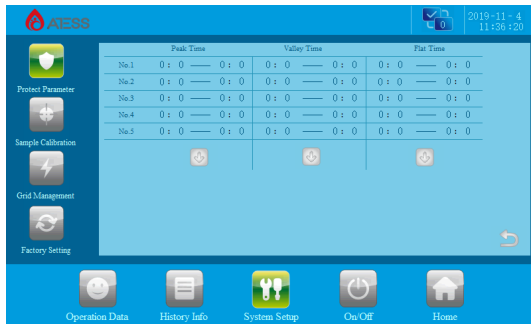 ATESS
0
2019-11- 4
11:36:20
Peak Time Valley Time Flat Time
No.1 0: 0 —— 0: 0 0: 0 —— 0: 0 0: 0 —— 0: 0
No.2 0: 0 —— 0: 0 0: 0 —— 0: 0 0: 0 —— 0: 0
No.3 0: 0 —— 0: 0 0: 0 —— 0: 0 0: 0 —— 0: 0
No.4 0: 0 —— 0: 0 0: 0 —— 0: 0 0: 0 —— 0: 0
No.5 0: 0 —— 0: 0 0: 0 —— 0: 0 0: 0 —— 0: 0
Protect Parameter
Sample Calibration
Grid Management
Factory Setting
Operation Data History Info System Setup On/Off Home